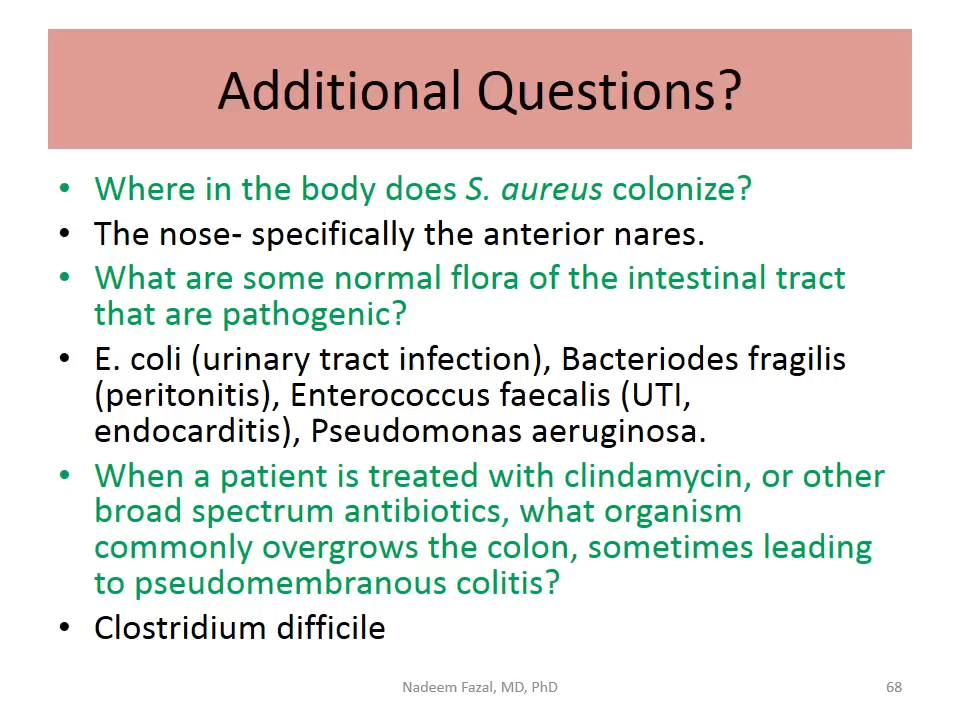 Additional Questions?
• Where in the body does S. aureus colonize?
• The nose- specifically the anterior nares.
• What are some normal flora of the intestinal tract
that are pathogenic?
• E. coli (urinary tract infection), Bacteriodes fragilis
(peritonitis), Enterococcus faecalis (UTI,
endocarditis), Pseudomonas aeruginosa.
• When a patient is treated with clindamycin, or other
broad spectrum antibiotics, what organism
commonly overgrows the colon, sometimes leading
to pseudomembranous colitis?
• Clostridium difficile
Nadeem Fazal, MD, PhD
68